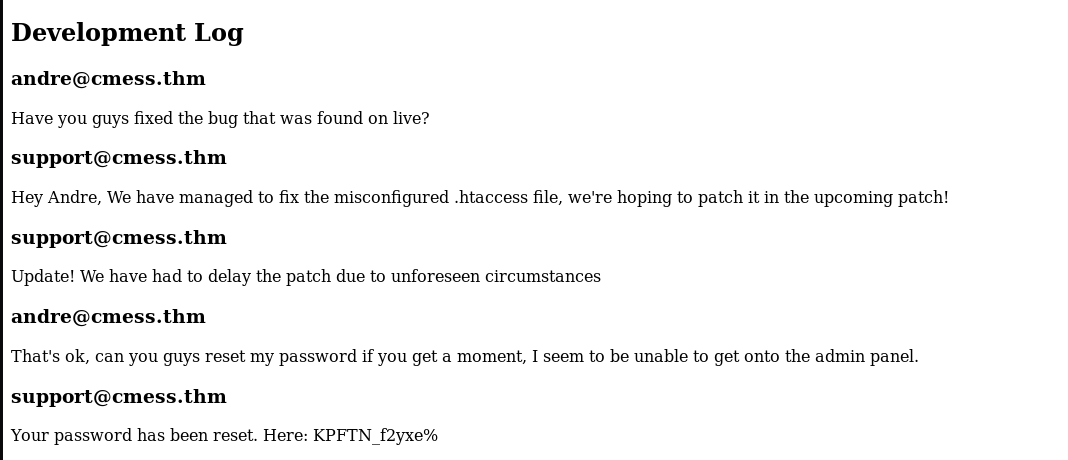 Development Log
andre@cmess.thm
Have you guys fixed the bug that was found on live?
support@cmess.thm
Hey Andre, We have managed to fix the misconfigured .htaccess file, we're hoping to patch it in the upcoming patch!
support@cmess.thm
Update! We have had to delay the patch due to unforeseen circumstances
andre@cmess.thm
That's ok, can you guys reset my password if you get a moment, I seem to be unable to get onto the admin panel.
support@cmess.thm
Your password has been reset. Here: KPFTN_f2yxe%